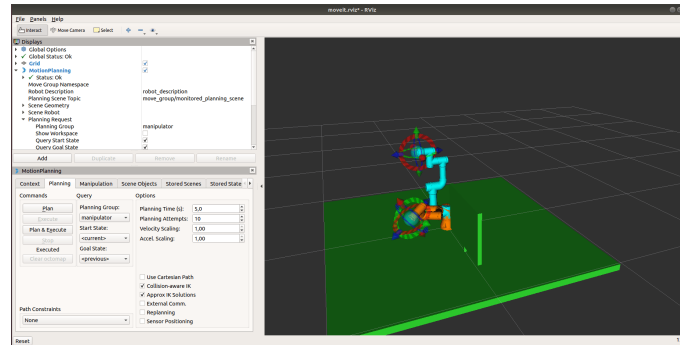 moveit.rviz* - RViz
File Panels Help
Interact Move Camera Select
Displays
Global Options
Global Status: Ok
Grid
MotionPlanning
Status: Ok
Move Group Namespace
Robot Description robot_description
Planning Scene Topic move_group/monitored_planning_scene
Scene Geometry
Scene Robot
Planning Request
Planning Group manipulator
Show Workspace
Query Start State
Query Goal State
Add Duplicate Remove Rename
MotionPlanning
Context Planning Manipulation Scene Objects Stored Scenes Stored State
Commands Query Options
Plan Planning Group: Planning Time (s): 5,0
Execute manipulator Planning Attempts: 10
Plan & Execute Start State: Velocity Scaling: 1,00
Stop <current> Accel. Scaling: 1,00
Executed Goal State:
Clear octomap <previous>
Use Cartesian Path
Collision-aware IK
Approx IK Solutions
External Comm.
Path Constraints Replanning
None Sensor Positioning
Reset